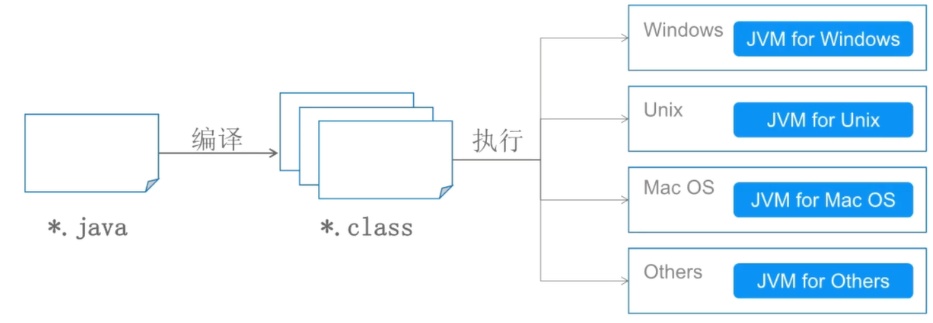 编译
*.java
执行
*.class
Windows
JVM for Windows
Unix
JVM for Unix
Mac OS
JVM for Mac OS
Others
JVM for Others